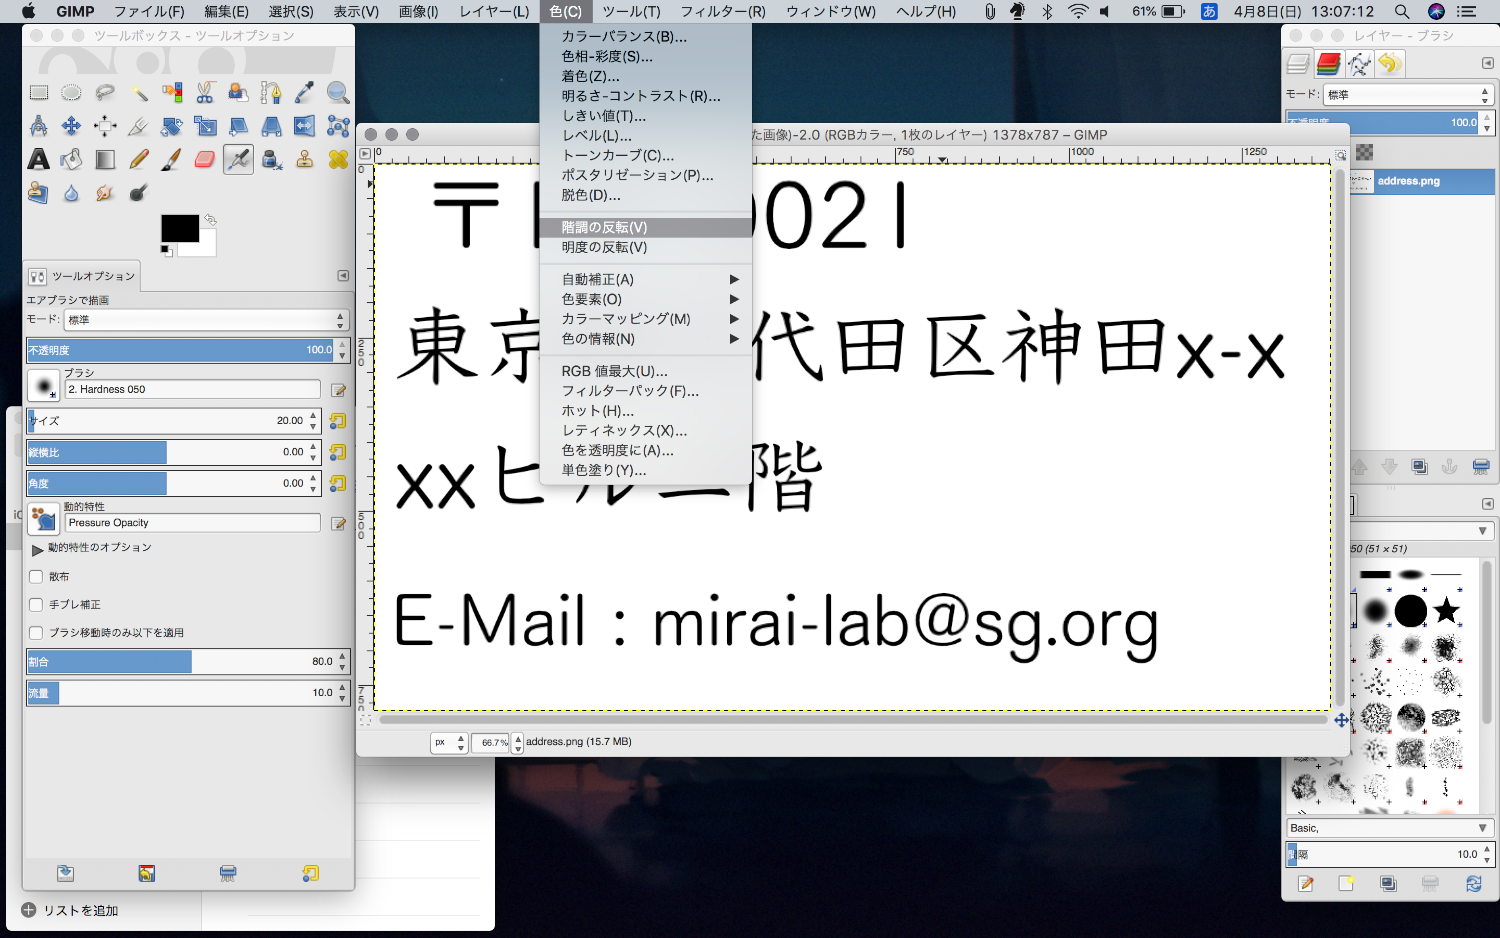 GIMP ファイル(F) 編集(E) 選択(S) 表示(V) 画像(I) レイヤー(L) 色(C) ツール(T) フィルター(R) ウィンドウ(W) ヘルプ(H) 61% あ 4月8日(日) 13:07:12
ツールボックス - ツールオプション
ツールオプション
エアブラシで描画
モード: 標準
不透明度 100.0
ブラシ
2. Hardness 050
サイズ 20.00
縦横比 0.00
角度 0.00
動的特性
Pressure Opacity
動的特性のオプション
散布
手ブレ補正
ブラシ移動時のみ以下を適用
割合 80.0
流量 10.0
リストを追加
カラーバランス(B)...
色相-彩度(S)...
着色(Z)...
明るさ-コントラスト(R)...
しきい値(T)...
レベル(L)...
トーンカーブ(C)...
ポスタリゼーション(P)...
脱色(D)...
階調の反転(V)
明度の反転(V)
自動補正(A)
色要素(O)
カラーマッピング(M)
色の情報(N)
RGB 値最大(U)...
フィルターパック(F)...
ホット(H)...
レティネックス(X)...
色を透明度に(A)...
単色塗り(Y)...
た画像)-2.0 (RGBカラー, 1枚のレイヤー) 1378x787 – GIMP
0 750 1000 1250
0
250
500
750
〒 0021
東京 代田区神田x-x
xxビル二階
E-Mail : mirai-lab@sg.org
px 66.7% address.png (15.7 MB)
レイヤー - ブラシ
モード: 標準
不透明度 100.0
address.png
50 (51 × 51)
Basic,
間隔 10.0